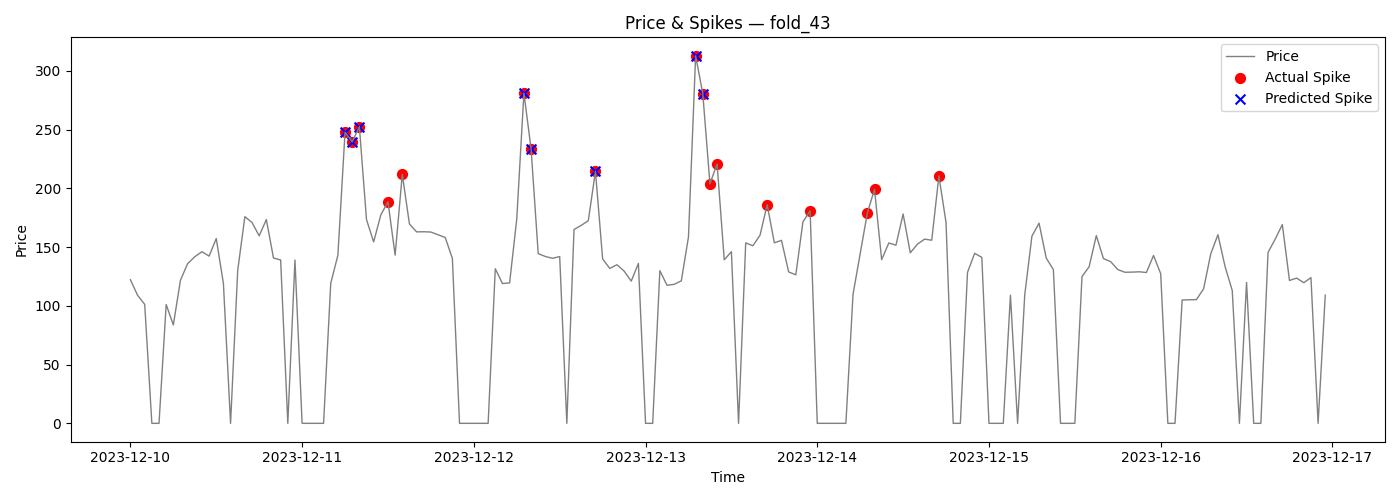 Price & Spikes — fold_43
Price
Actual Spike
Predicted Spike
Price
300
250
200
150
100
50
0
2023-12-10
2023-12-11
2023-12-12
2023-12-13
2023-12-14
2023-12-15
2023-12-16
2023-12-17
Time